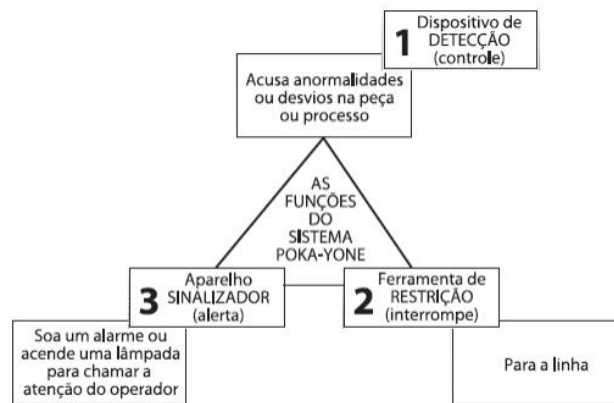 1
Dispositivo de
DETECÇÃO
(controle)
Acusa anormalidades
ou desvios na peça
ou processo
AS
FUNÇÕES
DO
SISTEMA
POKA-YONE
3
Aparelho
SINALIZADOR
(alerta)
2
Ferramenta de
RESTRIÇÃO
(interrompe)
Soa um alarme ou
acende uma lâmpada
para chamar a
atenção do operador
Para a linha